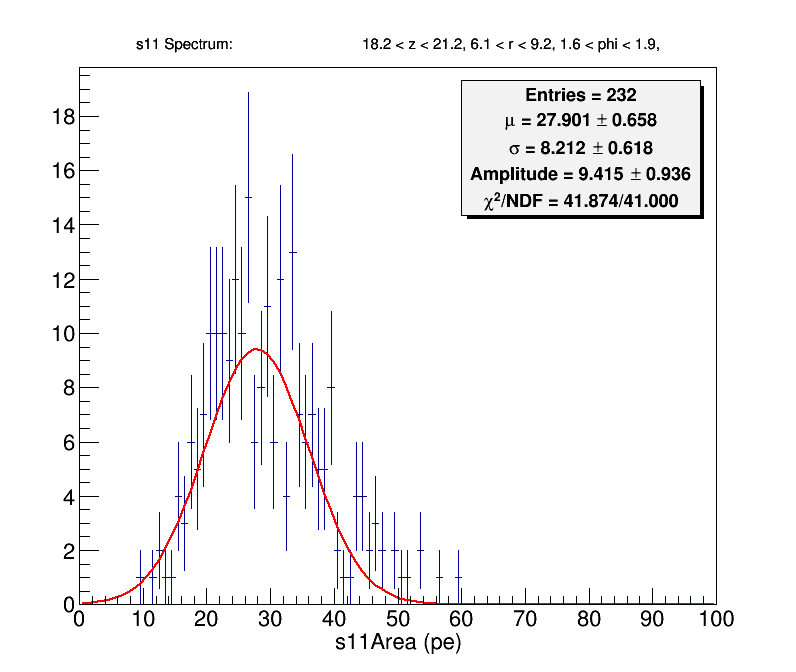 s11 Spectrum: 18.2 < z < 21.2, 6.1 < r < 9.2, 1.6 < phi < 1.9,
Entries = 232
μ = 27.901 ± 0.658
σ = 8.212 ± 0.618
Amplitude = 9.415 ± 0.936
χ²/NDF = 41.874/41.000
18
16
14
12
10
8
6
4
2
0
0 10 20 30 40 50 60 70 80 90 100
s11Area (pe)